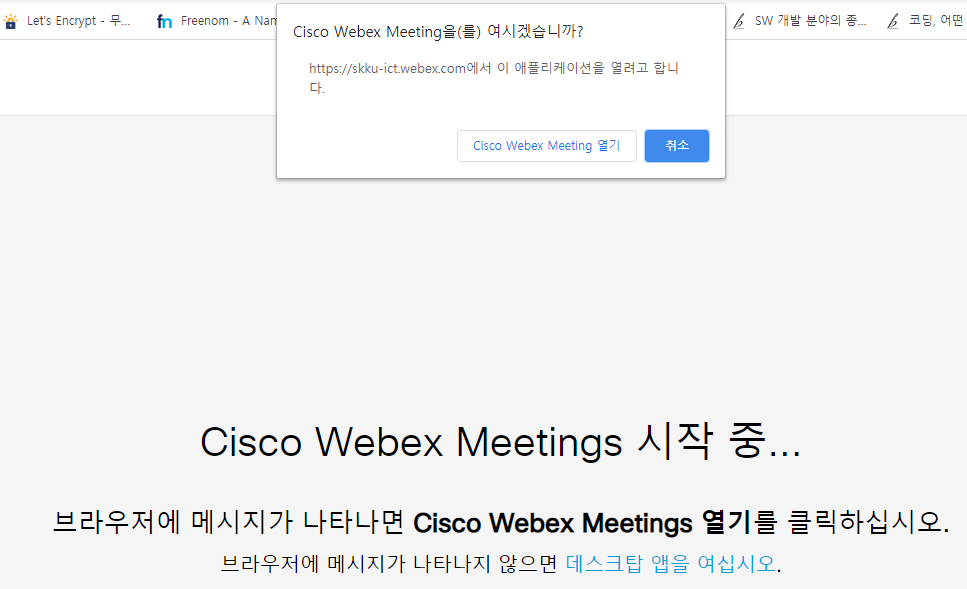 Let's Encrypt - 무...
Freenom - A Nam
SW 개발 분야의 종...
코딩, 어떤
Cisco Webex Meeting을(를) 여시겠습니까?
https://skku-ict.webex.com에서 이 애플리케이션을 열려고 합니
다.
Cisco Webex Meeting 열기
취소
Cisco Webex Meetings 시작 중...
브라우저에 메시지가 나타나면 Cisco Webex Meetings 열기를 클릭하십시오.
브라우저에 메시지가 나타나지 않으면 데스크탑 앱을 여십시오.